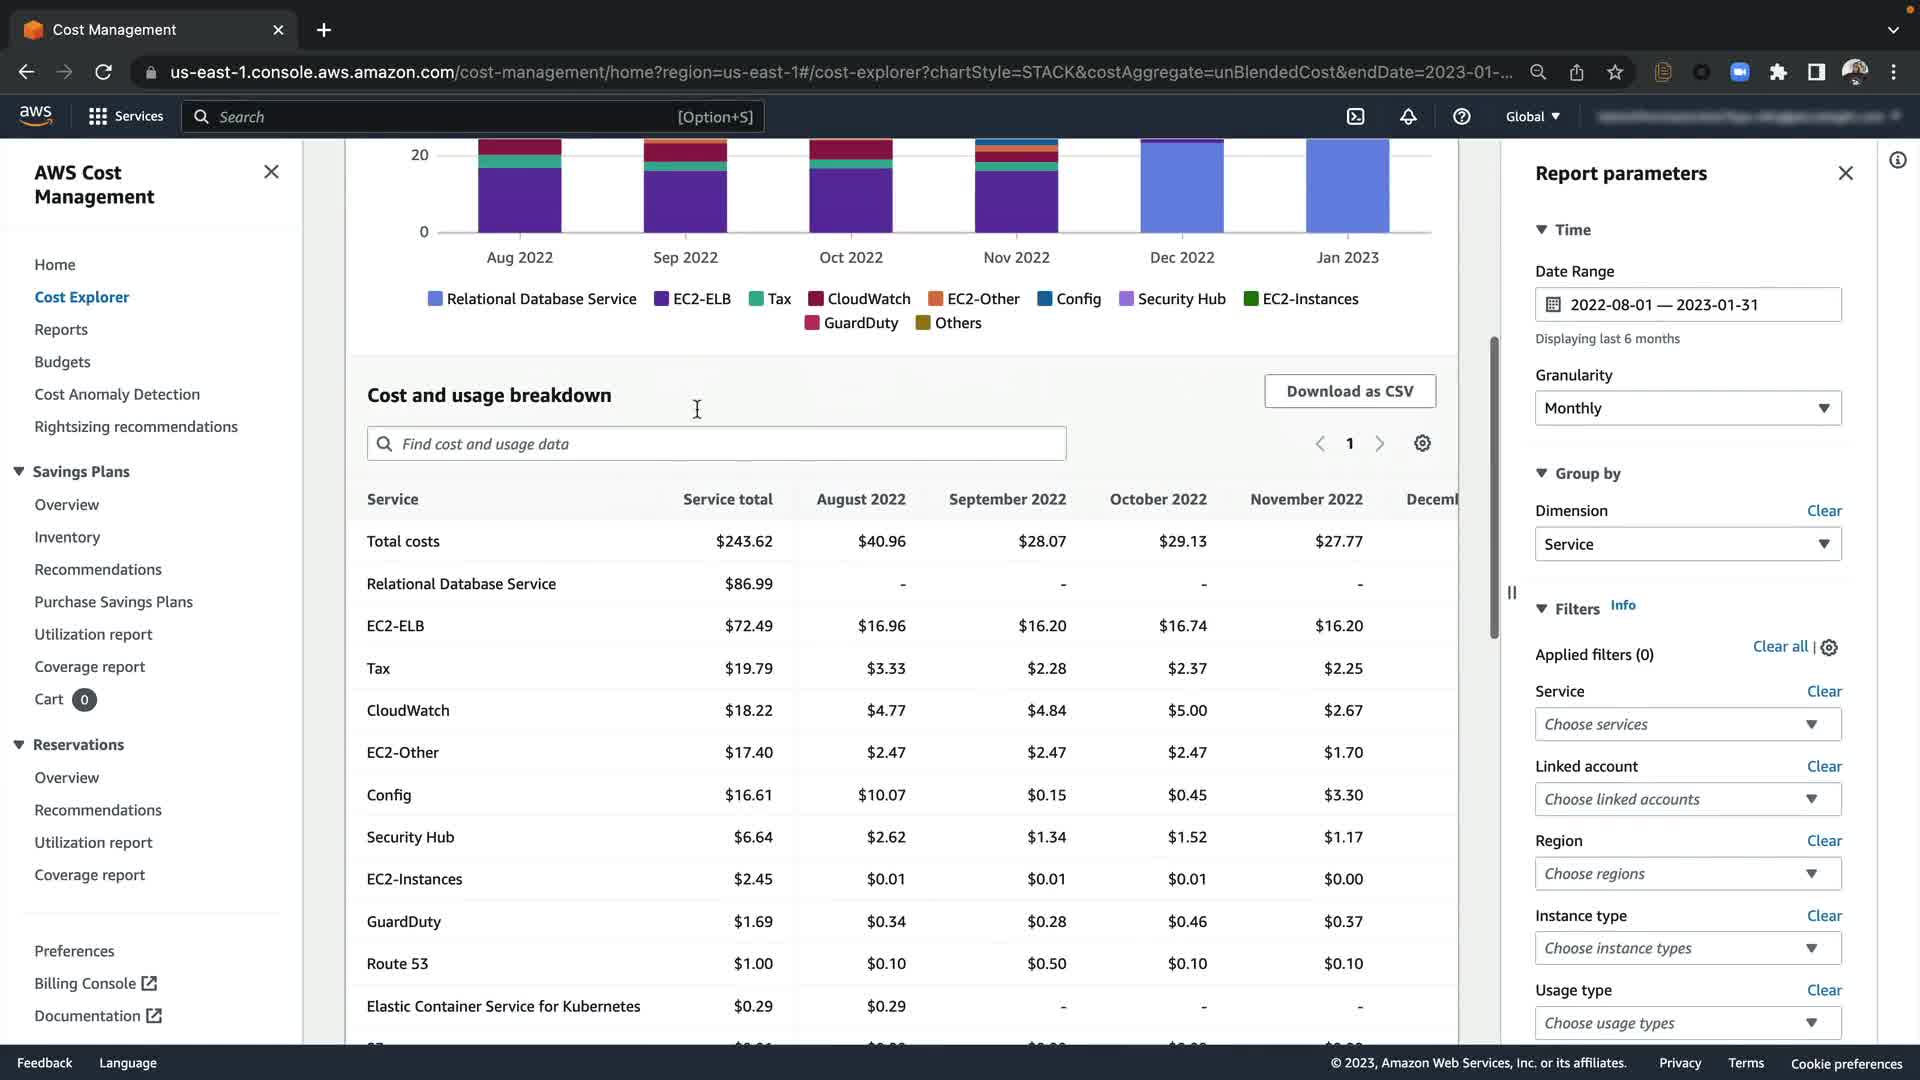 Cost Management
us-east-1.console.aws.amazon.com/cost-management/home?region=us-east-1#/cost-explorer?chartStyle=STACK&costAggregate=unBlendedCost&endDate=2023-01-...
aws Services Search [Option+S] Global
AWS Cost
Management
Home
Cost Explorer
Reports
Budgets
Cost Anomaly Detection
Rightsizing recommendations
Savings Plans
Overview
Inventory
Recommendations
Purchase Savings Plans
Utilization report
Coverage report
Cart 0
Reservations
Overview
Recommendations
Utilization report
Coverage report
Preferences
Billing Console
Documentation
20
0
Aug 2022 Sep 2022 Oct 2022 Nov 2022 Dec 2022 Jan 2023
Relational Database Service EC2-ELB Tax CloudWatch EC2-Other Config Security Hub EC2-Instances
GuardDuty Others
Cost and usage breakdown
Download as CSV
Find cost and usage data
1
Service Service total August 2022 September 2022 October 2022 November 2022 Decem
Total costs $243.62 $40.96 $28.07 $29.13 $27.77
Relational Database Service $86.99 - - - -
EC2-ELB $72.49 $16.96 $16.20 $16.74 $16.20
Tax $19.79 $3.33 $2.28 $2.37 $2.25
CloudWatch $18.22 $4.77 $4.84 $5.00 $2.67
EC2-Other $17.40 $2.47 $2.47 $2.47 $1.70
Config $16.61 $10.07 $0.15 $0.45 $3.30
Security Hub $6.64 $2.62 $1.34 $1.52 $1.17
EC2-Instances $2.45 $0.01 $0.01 $0.01 $0.00
GuardDuty $1.69 $0.34 $0.28 $0.46 $0.37
Route 53 $1.00 $0.10 $0.50 $0.10 $0.10
Elastic Container Service for Kubernetes $0.29 $0.29 - - -
Report parameters
Time
Date Range
2022-08-01 — 2023-01-31
Displaying last 6 months
Granularity
Monthly
Group by
Dimension Clear
Service
Filters Info
Applied filters (0) Clear all |
Service Clear
Choose services
Linked account Clear
Choose linked accounts
Region Clear
Choose regions
Instance type Clear
Choose instance types
Usage type Clear
Choose usage types
Feedback Language © 2023, Amazon Web Services, Inc. or its affiliates. Privacy Terms Cookie preferences